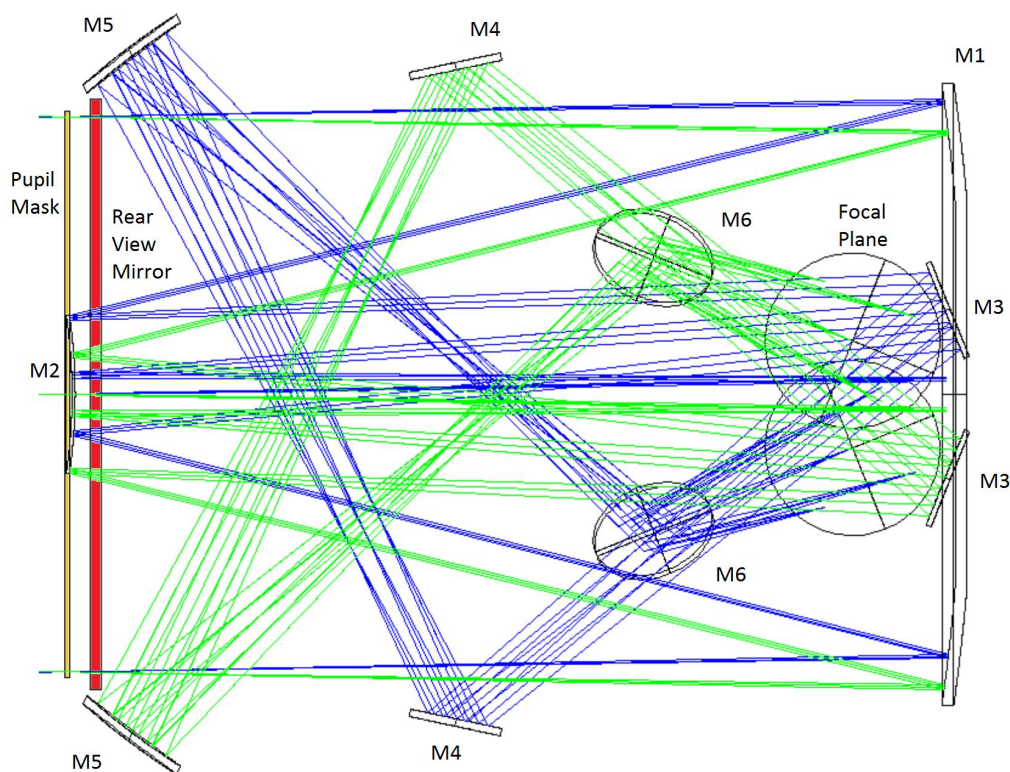 M5
M4
M1
Pupil
Mask
Rear
View
Mirror
M6
Focal
Plane
M3
M2
M3
M6
M4
M5